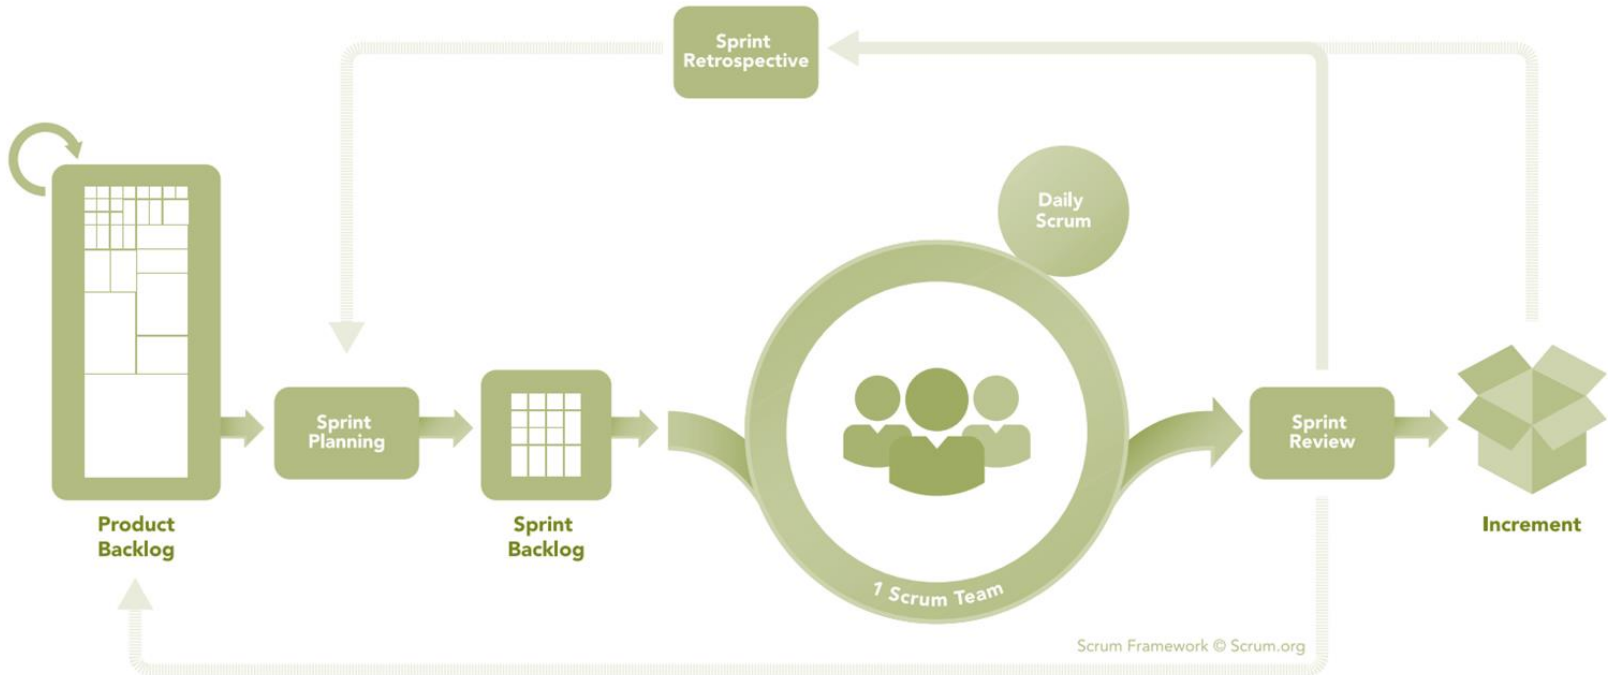 Sprint
Retrospective
Daily
Scrum
Sprint
Planning
Sprint
Review
Product
Backlog
Sprint
Backlog
1 Scrum Team
Increment
Scrum Framework © Scrum.org